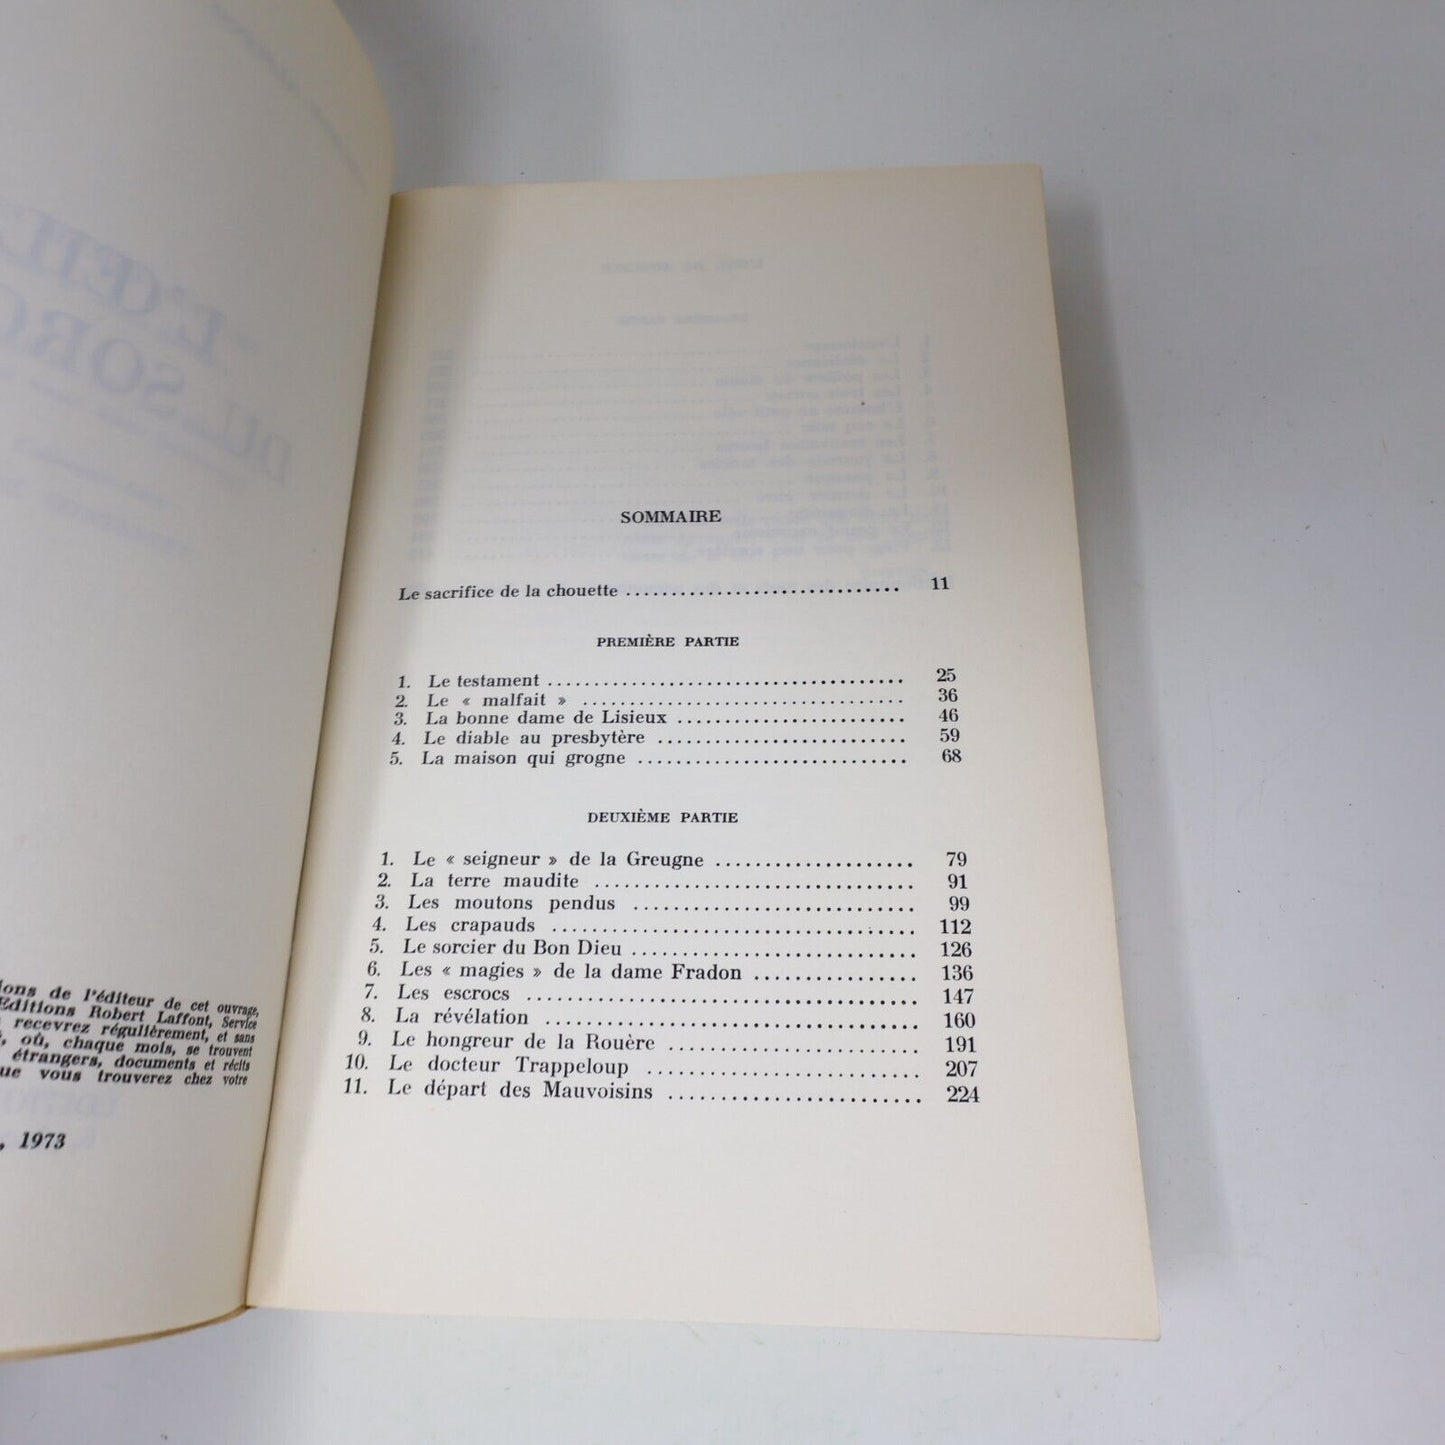 ions de l'éditeur de cet ouvrage,
Editions Robert Laffont, Service
recevrez régulièrement, et sans
, où, chaque mois, se trouvent
étrangers, documents et récits
que vous trouverez chez votre
, 1973
SOMMAIRE
Le sacrifice de la chouette .............................. 11
PREMIÈRE PARTIE
1. Le testament ....................................... 25
2. Le « malfait » ................................... 36
3. La bonne dame de Lisieux ......................... 46
4. Le diable au presbytère ........................... 59
5. La maison qui grogne ............................. 68
DEUXIÈME PARTIE
1. Le « seigneur » de la Greugne .................... 79
2. La terre maudite ................................. 91
3. Les moutons pendus ............................. 99
4. Les crapauds ..................................... 112
5. Le sorcier du Bon Dieu ............................ 126
6. Les « magies » de la dame Fradon ................ 136
7. Les escrocs ....................................... 147
8. La révélation ..................................... 160
9. Le hongreur de la Rouère ......................... 191
10. Le docteur Trappeloup ........................... 207
11. Le départ des Mauvoisins ........................ 224